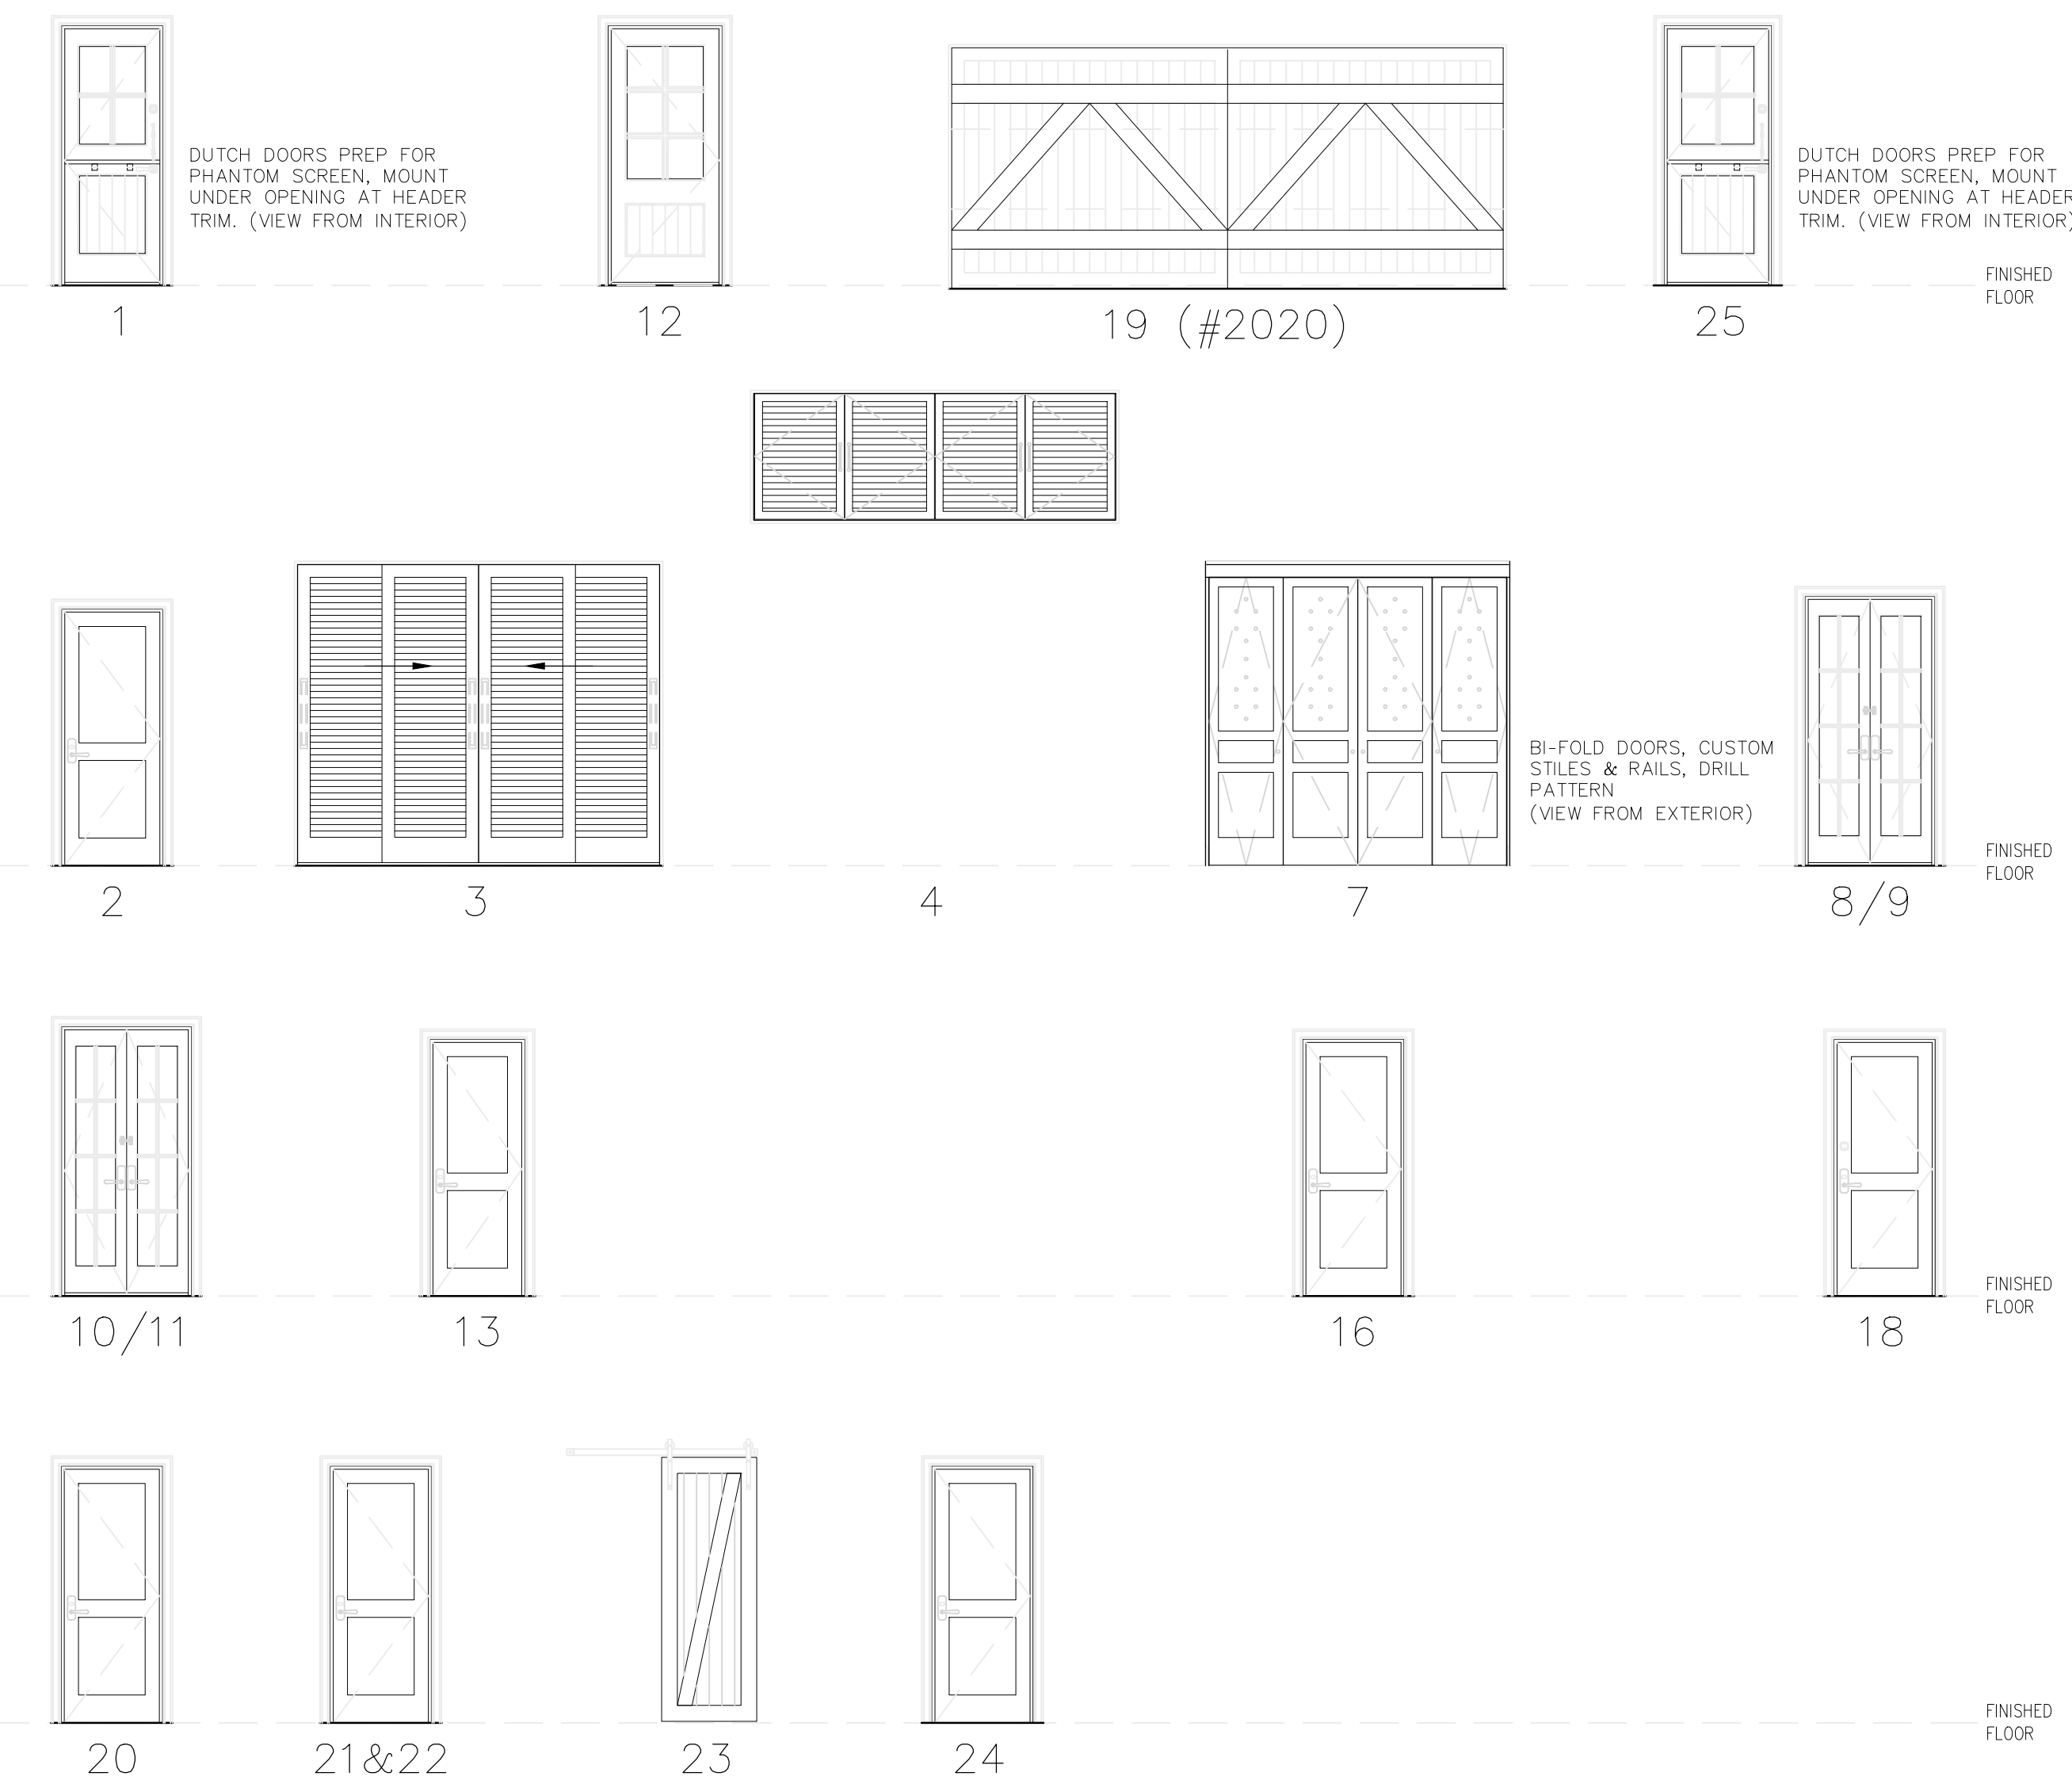 DUTCH DOORS PREP FOR
PHANTOM SCREEN, MOUNT
UNDER OPENING AT HEADER
TRIM. (VIEW FROM INTERIOR)
DUTCH DOORS PREP FOR
PHANTOM SCREEN, MOUNT
UNDER OPENING AT HEADER
TRIM. (VIEW FROM INTERIOR)
FINISHED
FLOOR
1
12
19 (#2020)
25
BI-FOLD DOORS, CUSTOM
STILES & RAILS, DRILL
PATTERN
(VIEW FROM EXTERIOR)
FINISHED
FLOOR
2
3
4
7
8/9
FINISHED
FLOOR
10/11
13
16
18
FINISHED
FLOOR
20
21&22
23
24